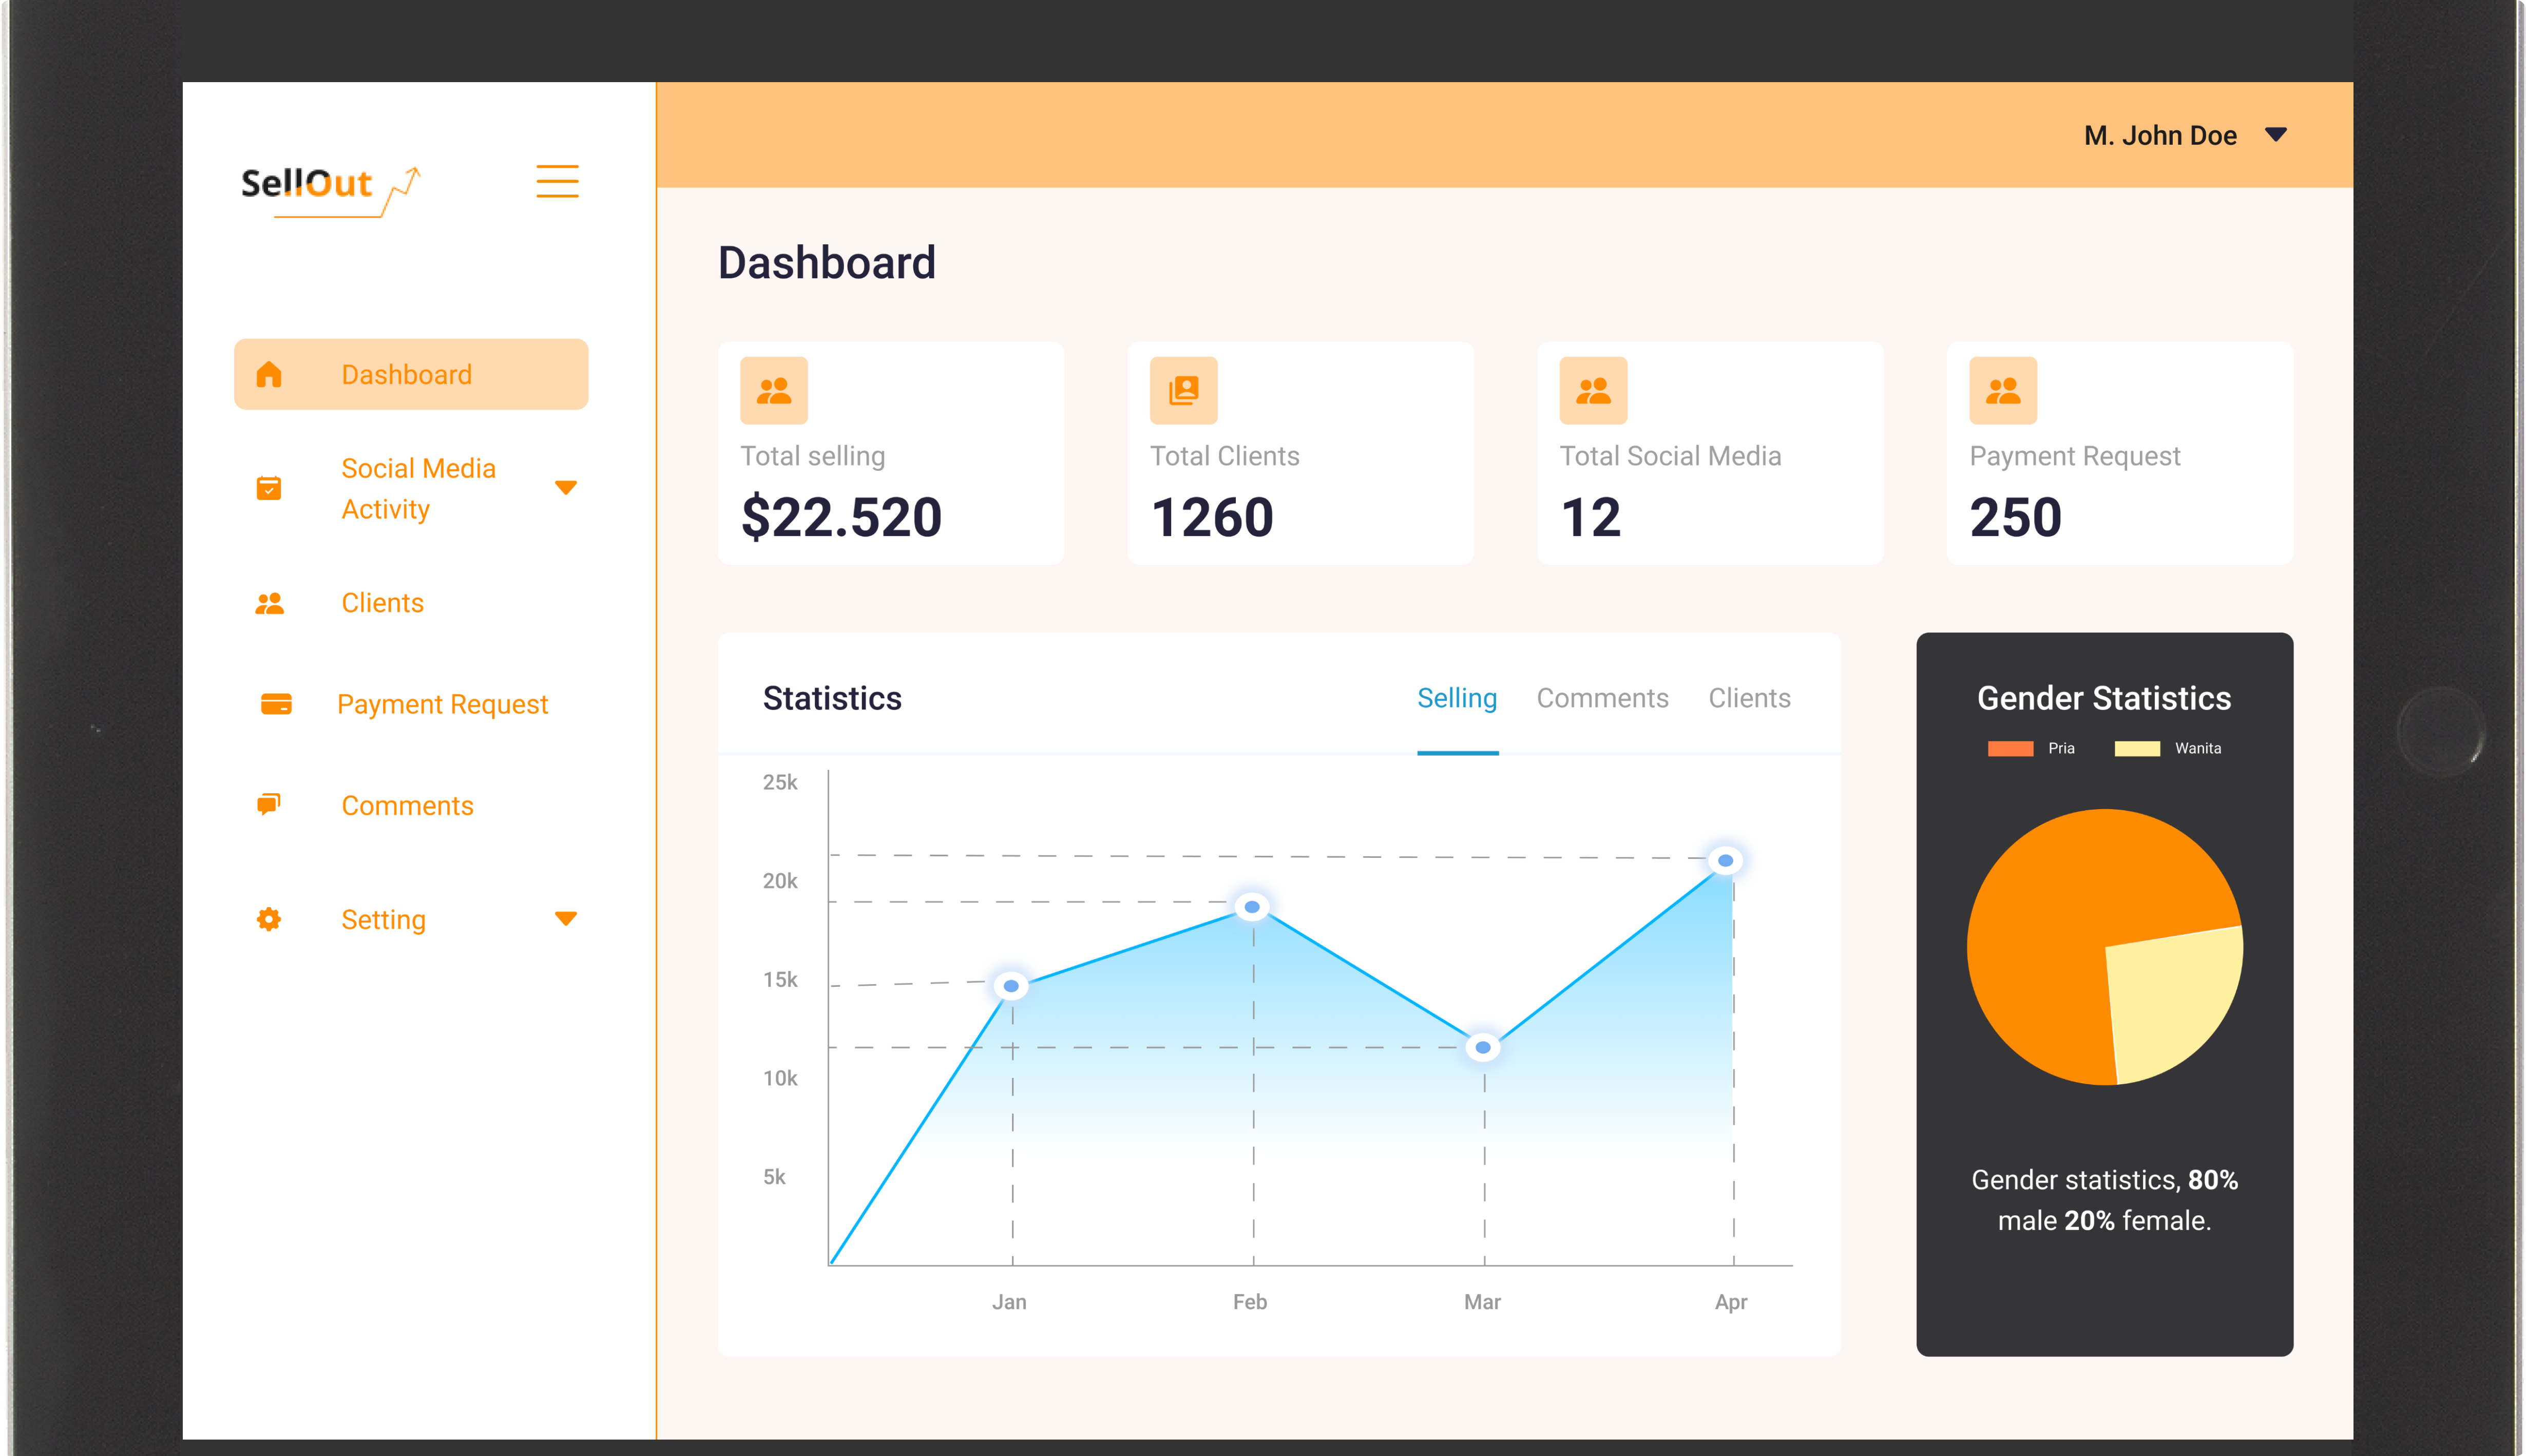 SellOut
M. John Doe
Dashboard
Social Media
Activity
Clients
Payment Request
Comments
Setting
Dashboard
Total selling
$22.520
Total Clients
1260
Total Social Media
12
Payment Request
250
Statistics
Selling Comments Clients
25k
20k
15k
10k
5k
Jan Feb Mar Apr
Gender Statistics
Pria Wanita
Gender statistics, 80%
male 20% female.